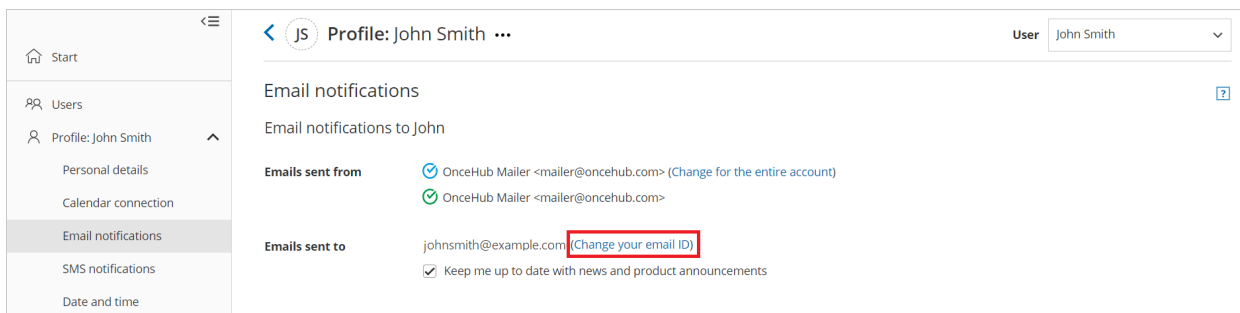 JS Profile: John Smith ••• User John Smith
Start
Users
Profile: John Smith
Personal details
Calendar connection
Email notifications
SMS notifications
Date and time
Email notifications
?
Email notifications to John
Emails sent from OnceHub Mailer <mailer@oncehub.com> (Change for the entire account)
OnceHub Mailer <mailer@oncehub.com>
Emails sent to johnsmith@example.com (Change your email ID)
Keep me up to date with news and product announcements